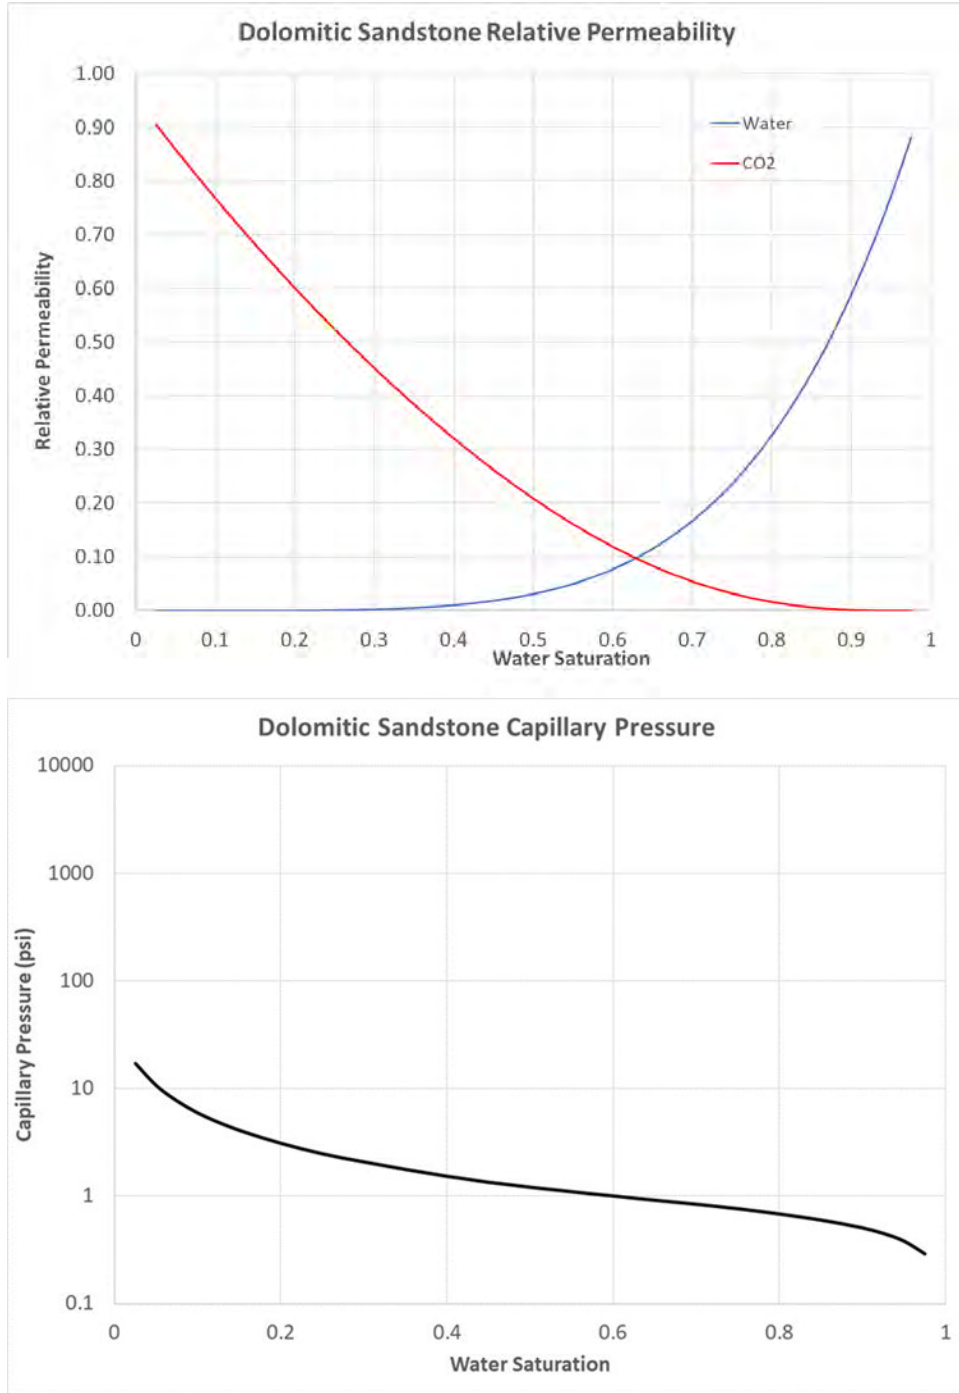 Dolomitic Sandstone Relative Permeability
1.00
0.90
0.80
0.70
0.60
0.50
0.40
0.30
0.20
0.10
0.00
Relative Permeability
Water
CO2
0 0.1 0.2 0.3 0.4 0.5 0.6 0.7 0.8 0.9 1
Water Saturation
Dolomitic Sandstone Capillary Pressure
10000
1000
100
10
1
0.1
Capillary Pressure (psi)
0 0.2 0.4 0.6 0.8 1
Water Saturation